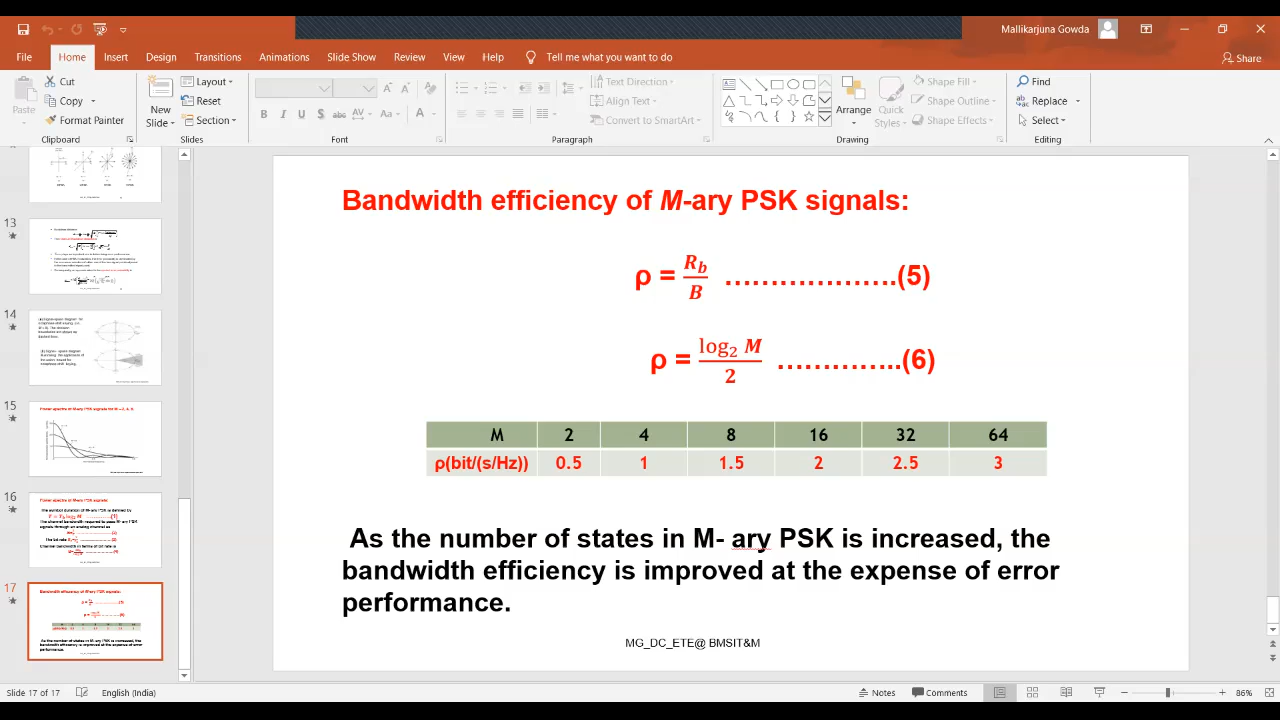 Mallikarjuna Gowda
File Home Insert Design Transitions Animations Slide Show Review View Help Tell me what you want to do
Share
Paste Cut Copy Format Painter
Clipboard
New Slide Layout Reset Section
Slides
Font
Text Direction Align Text Convert to SmartArt
Paragraph
Arrange Quick Styles Shape Fill Shape Outline Shape Effects
Drawing
Find Replace Select
Editing
13
14
15
16
17
Bandwidth efficiency of M-ary PSK signals:
ρ = R_b/B ……………….(5)
ρ = log₂ M/2 …………..(6)
M 2 4 8 16 32 64
ρ(bit/(s/Hz)) 0.5 1 1.5 2 2.5 3
As the number of states in M- ary PSK is increased, the
bandwidth efficiency is improved at the expense of error
performance.
MG_DC_ETE@ BMSIT&M
Slide 17 of 17 English (India) Notes Comments 86%